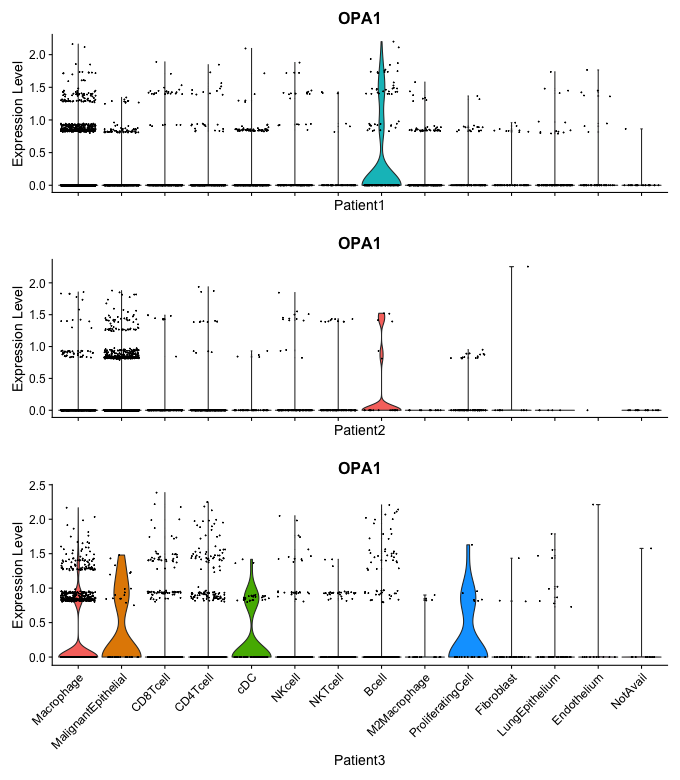 OPA1
Expression Level
2.0
1.5
1.0
0.5
0.0
Patient1
OPA1
Expression Level
2.0
1.5
1.0
0.5
0.0
Patient2
OPA1
Expression Level
2.5
2.0
1.5
1.0
0.5
0.0
Macrophage
MalignantEpithelial
CD8Tcell
CD4Tcell
cDC
NKcell
NKTcell
Bcell
M2Macrophage
ProliferatingCell
Fibroblast
LungEpithelium
Endothelium
NotAvail
Patient3